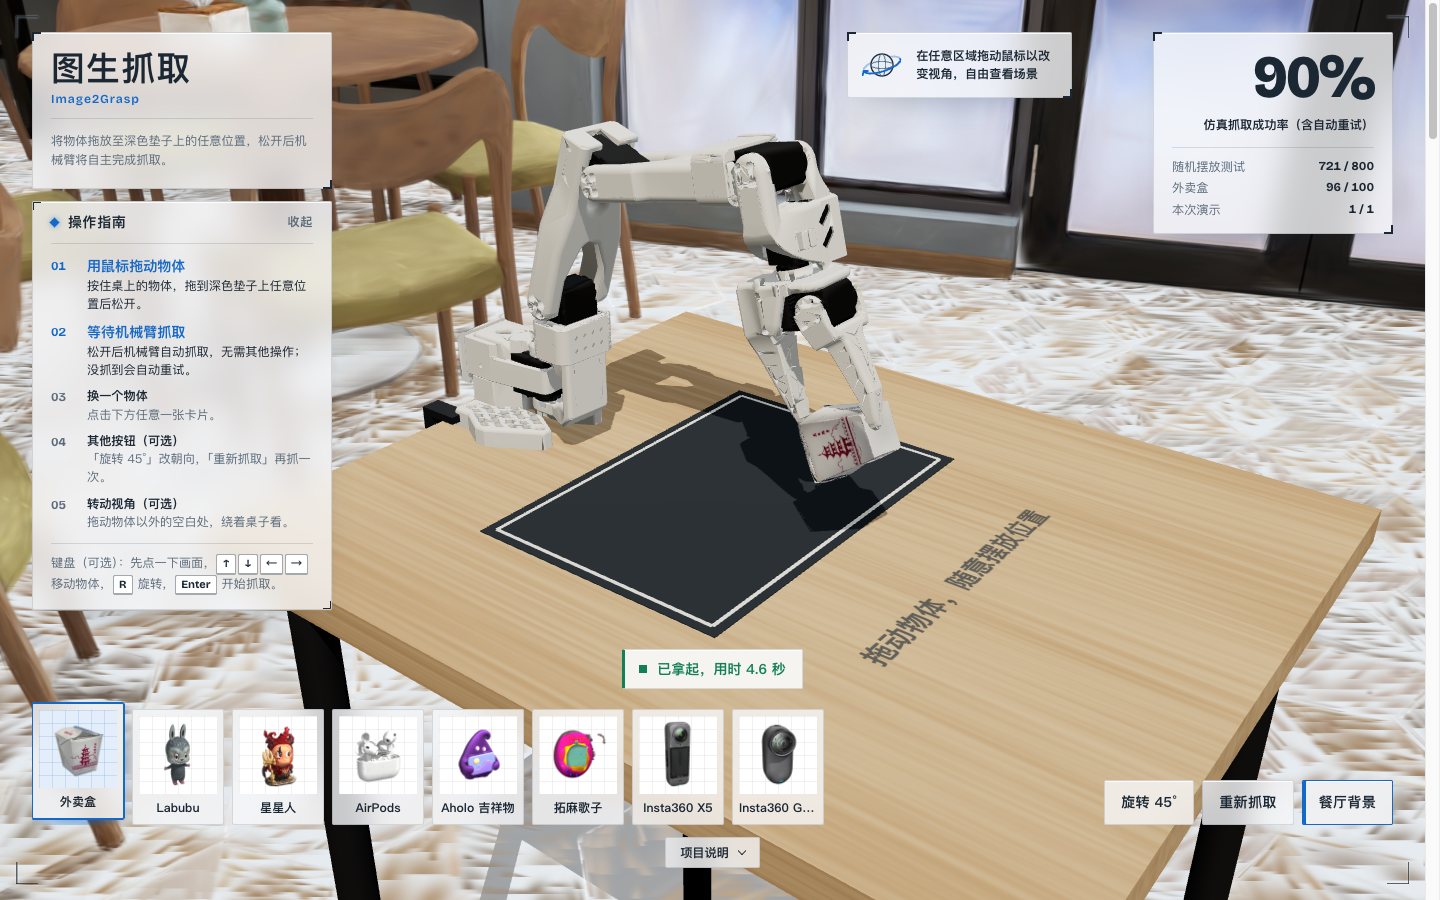 图生抓取
Image2Grasp
将物体拖放至深色垫子上的任意位置，松开后机
械臂将自主完成抓取。
操作指南
收起
01 用鼠标拖动物体
按住桌上的物体，拖到深色垫子上任意位
置后松开。
02 等待机械臂抓取
松开后机械臂自动抓取，无需其他操作；
没抓到会自动重试。
03 换一个物体
点击下方任意一张卡片。
04 其他按钮（可选）
「旋转 45°」改朝向，「重新抓取」再抓一
次。
05 转动视角（可选）
拖动物体以外的空白处，绕着桌子看。
键盘（可选）：先点一下画面， ↑ ↓ ← →
移动物体， R 旋转， Enter 开始抓取。
在任意区域拖动鼠标以改
变视角，自由查看场景
90%
仿真抓取成功率（含自动重试）
随机摆放测试 721 / 800
外卖盒 96 / 100
本次演示 1 / 1
拖动物体，随意摆放位置
已拿起，用时 4.6 秒
外卖盒
Labubu
星星人
AirPods
Aholo 吉祥物
拓麻歌子
Insta360 X5
Insta360 G...
旋转 45°
重新抓取
餐厅背景
项目说明